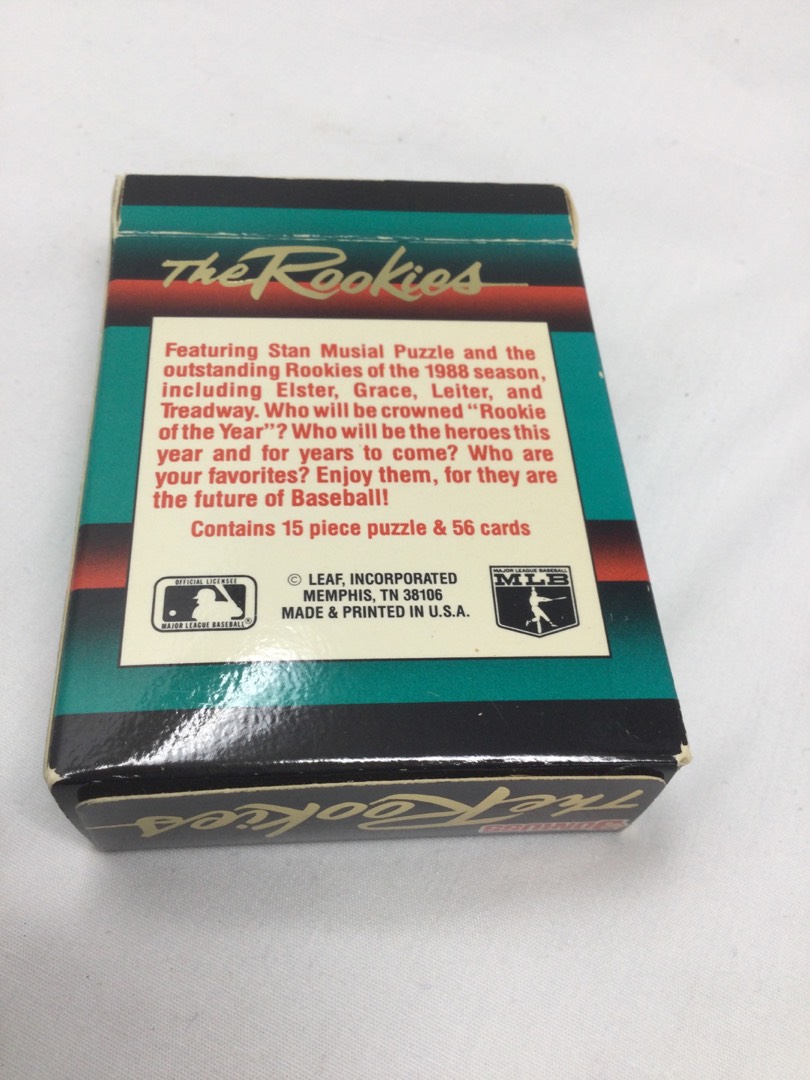 The Rookies
Featuring Stan Musial Puzzle and the
outstanding Rookies of the 1988 season,
including Elster, Grace, Leiter, and
Treadway. Who will be crowned “Rookie
of the Year”? Who will be the heroes this
year and for years to come? Who are
your favorites? Enjoy them, for they are
the future of Baseball!
Contains 15 piece puzzle & 56 cards
OFFICIAL LICENSEE
MAJOR LEAGUE BASEBALL®
© LEAF, INCORPORATED
MEMPHIS, TN 38106
MADE & PRINTED IN U.S.A.
MAJOR LEAGUE BASEBALL
MLB
DONRUSS
The Rookies